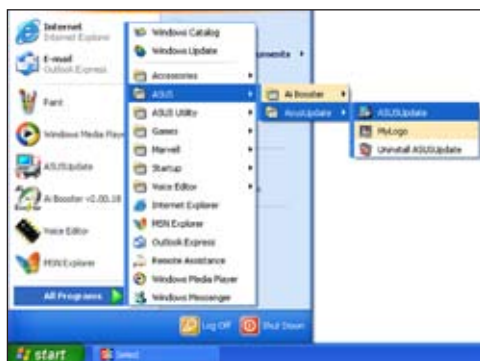 Internet
Internet Explorer
E-mail
Outlook Express
Paint
Windows Media Player
ASUSUpdate
Ai Booster v2.00.18
Voice Editor
MSN Explorer
All Programs
Windows Catalog
Windows Update
Accessories
ASUS
ASUS Utility
Games
Marvell
Startup
Voice Editor
Internet Explorer
MSN Explorer
Outlook Express
Remote Assistance
Windows Media Player
Windows Messenger
uments
Ai Booster
AsusUpdate
ASUSUpdate
MyLogo
Uninstall ASUSUpdate
Log Off
Shut Down
start